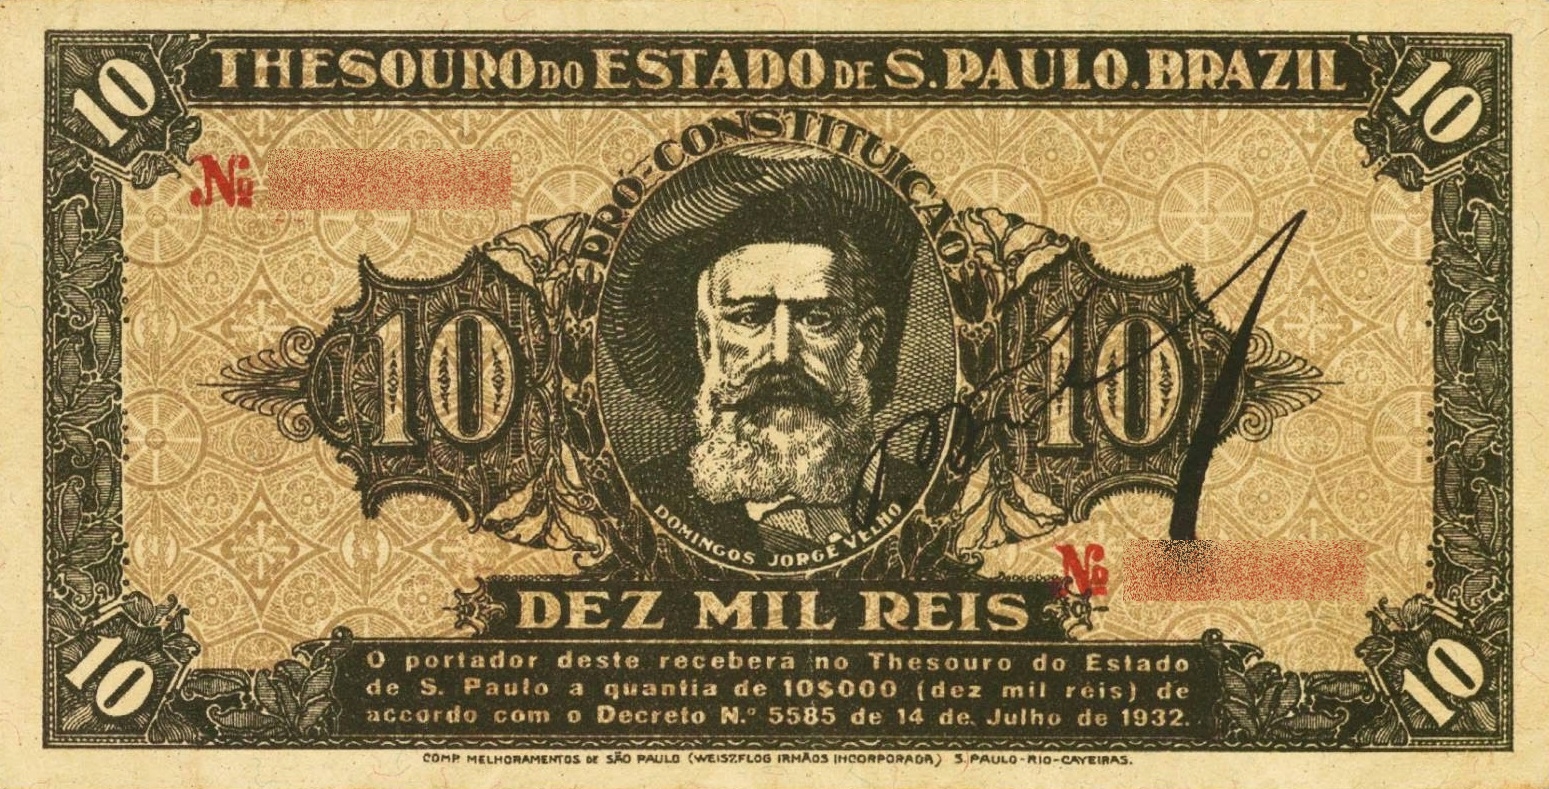 10 THESOURO DO ESTADO DE S. PAULO. BRAZIL 10
PRÓ-CONSTITUIÇÃO
Nº
10 10
DOMINGOS JORGE VELHO
Nº
DEZ MIL REIS
10 10
O portador deste receberá no Thesouro do Estado
de S. Paulo a quantia de 10$000 (dez mil réis) de
accordo com o Decreto N.º 5585 de 14 de Julho de 1932.
COMP. MELHORAMENTOS DE SÃO PAULO (WEISZFLOG IRMÃOS INCORPORADA) S. PAULO-RIO-CAYEIRAS.